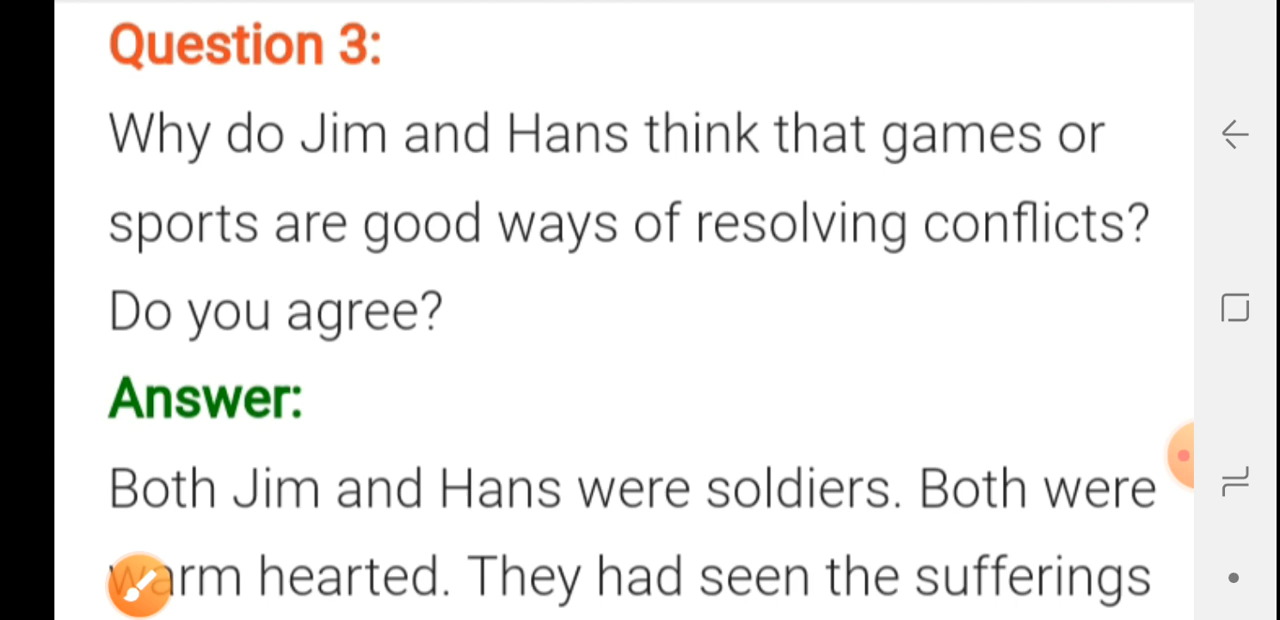 Question 3:
Why do Jim and Hans think that games or
sports are good ways of resolving conflicts?
Do you agree?
Answer:
Both Jim and Hans were soldiers. Both were
warm hearted. They had seen the sufferings